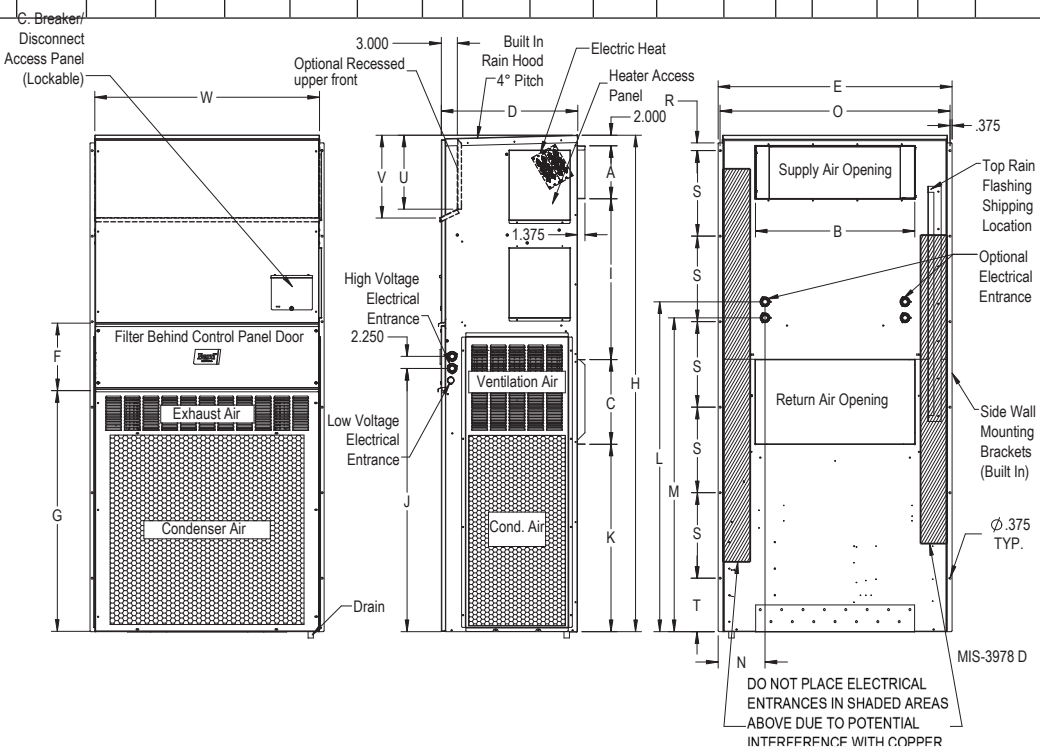 C. Breaker/
Disconnect
Access Panel
(Lockable)
W
F
G
Filter Behind Control Panel Door
Bard
Exhaust Air
Condenser Air
Drain
3.000
Optional Recessed
upper front
Built In
Rain Hood
4° Pitch
D
Electric Heat
Heater Access
Panel
2.000
V
U
A
1.375
I
High Voltage
Electrical
Entrance
2.250
Low Voltage
Electrical
Entrance
J
Ventilation Air
Cond. Air
C
K
H
E
O
R
.375
Supply Air Opening
B
S
S
S
S
S
T
L
M
N
Return Air Opening
Top Rain
Flashing
Shipping
Location
Optional
Electrical
Entrance
Side Wall
Mounting
Brackets
(Built In)
Ø.375
TYP.
MIS-3978 D
DO NOT PLACE ELECTRICAL
ENTRANCES IN SHADED AREAS
ABOVE DUE TO POTENTIAL
INTERFERENCE WITH COPPER